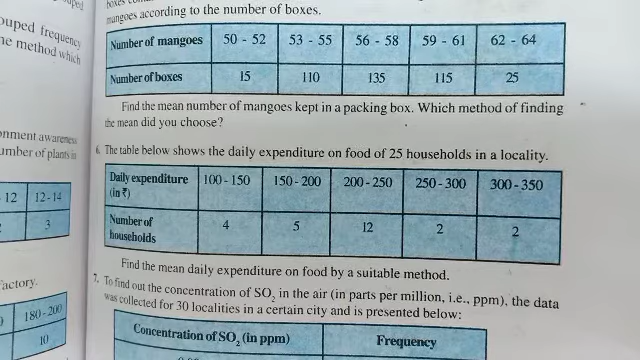 mangoes according to the number of boxes.
ouped frequency
method which
Number of mangoes 50 - 52 53 - 55 56 - 58 59 - 61 62 - 64
Number of boxes 15 110 135 115 25
Find the mean number of mangoes kept in a packing box. Which method of finding
the mean did you choose?
onment awareness
umber of plants in
6. The table below shows the daily expenditure on food of 25 households in a locality.
Daily expenditure 100 - 150 150 - 200 200 - 250 250 - 300 300 - 350
(in ₹)
12 12 - 14
3
Number of 4 5 12 2 2
households
Find the mean daily expenditure on food by a suitable method.
actory.
180 - 200
10
7. To find out the concentration of SO₂ in the air (in parts per million, i.e., ppm), the data
was collected for 30 localities in a certain city and is presented below:
Concentration of SO₂ (in ppm) Frequency